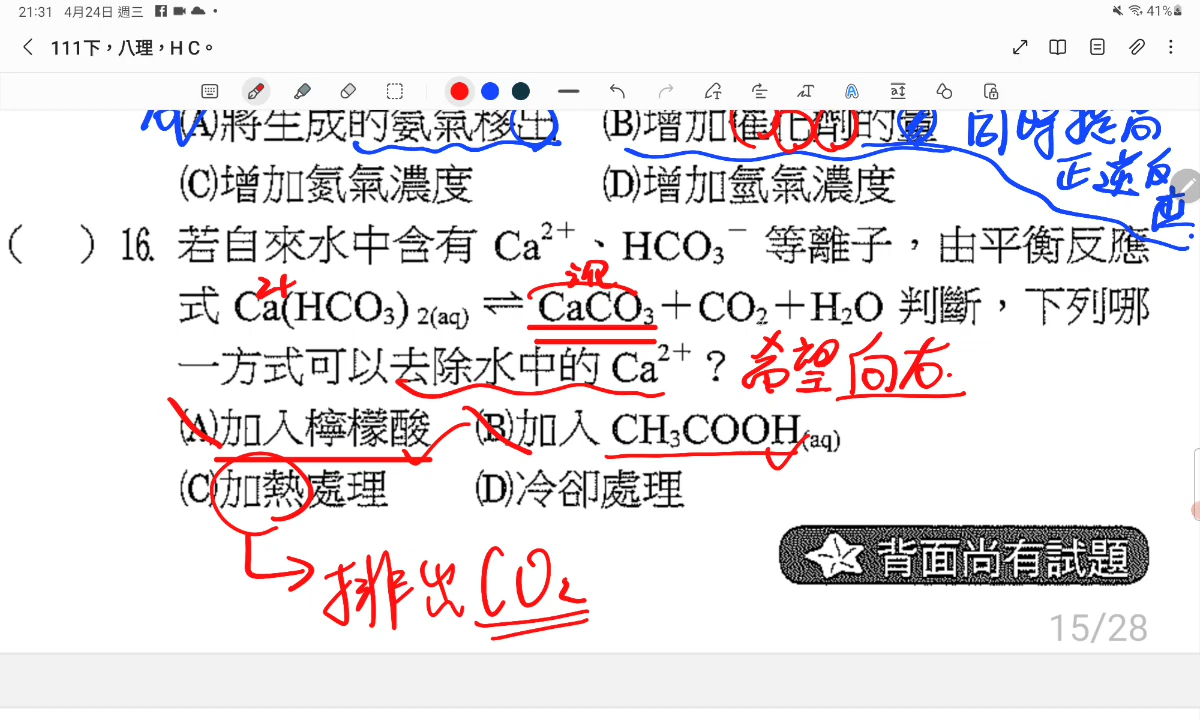 21:31 4月24日 週三 41%
111下，八理，H C。
(A)將生成的氨氣移出 (B)增加催化劑的量 同時提高
正逆反
應.
(C)增加氮氣濃度 (D)增加氫氣濃度
( ) 16. 若自來水中含有 Ca²⁺、HCO₃⁻ 等離子，由平衡反應
2+ 沉
式 Ca(HCO₃)₂(aq) ⇌ CaCO₃＋CO₂＋H₂O 判斷，下列哪
一方式可以去除水中的 Ca²⁺？ 希望向右.
(A)加入檸檬酸 (B)加入 CH₃COOH(aq)
(C)加熱處理 (D)冷卻處理
排出 CO₂
背面尚有試題
15/28